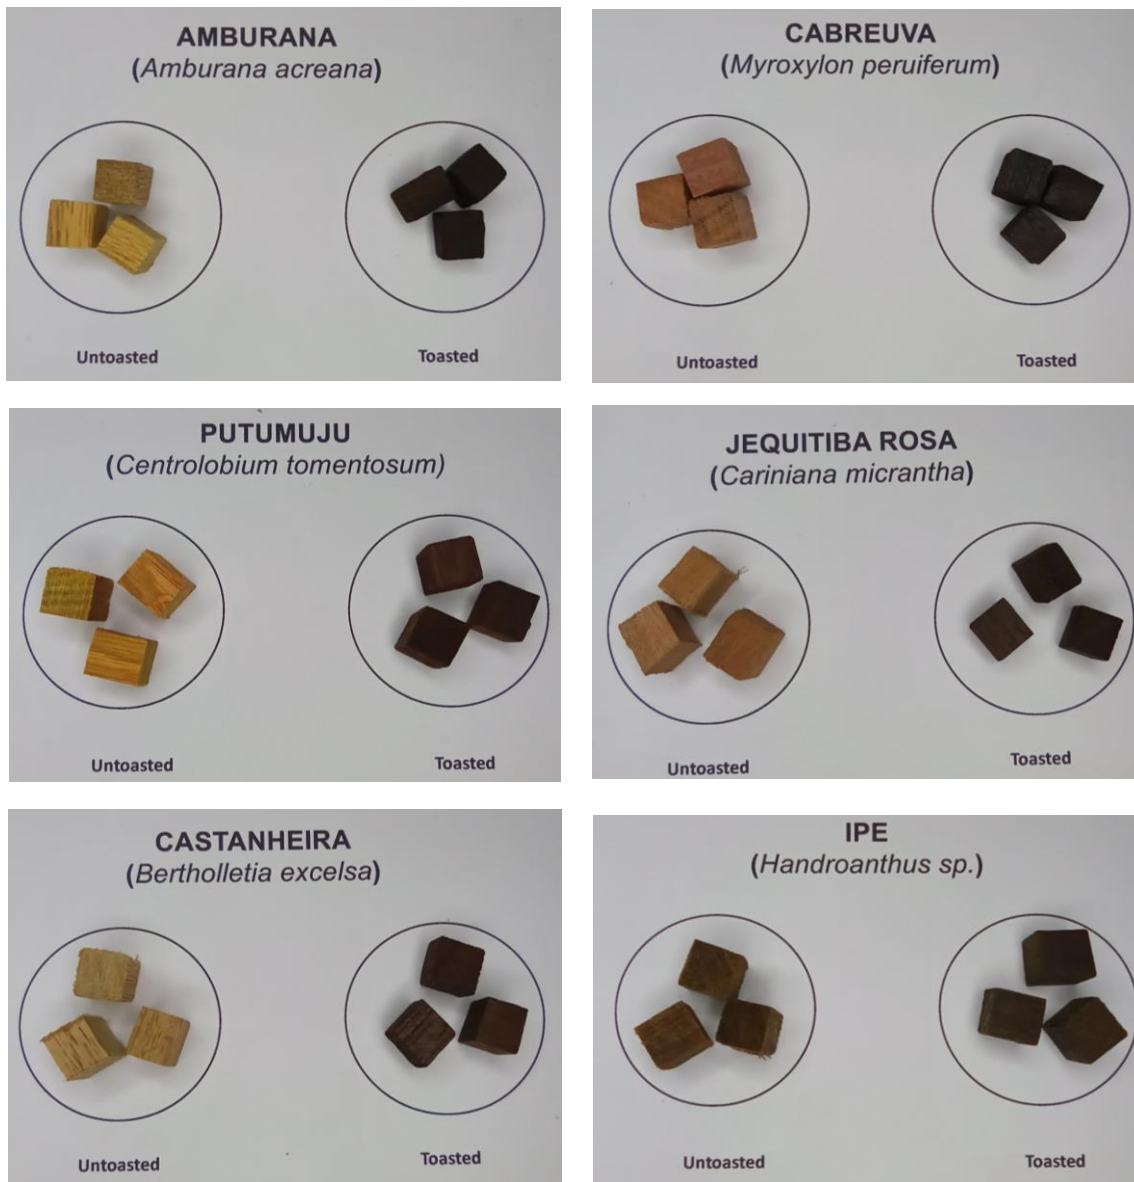 AMBURANA
(Amburana acreana)
Untoasted
Toasted
CABREUVA
(Myroxylon peruiferum)
Untoasted
Toasted
PUTUMUJU
(Centrolobium tomentosum)
Untoasted
Toasted
JEQUITIBA ROSA
(Cariniana micrantha)
Untoasted
Toasted
CASTANHEIRA
(Bertholletia excelsa)
Untoasted
Toasted
IPE
(Handroanthus sp.)
Untoasted
Toasted